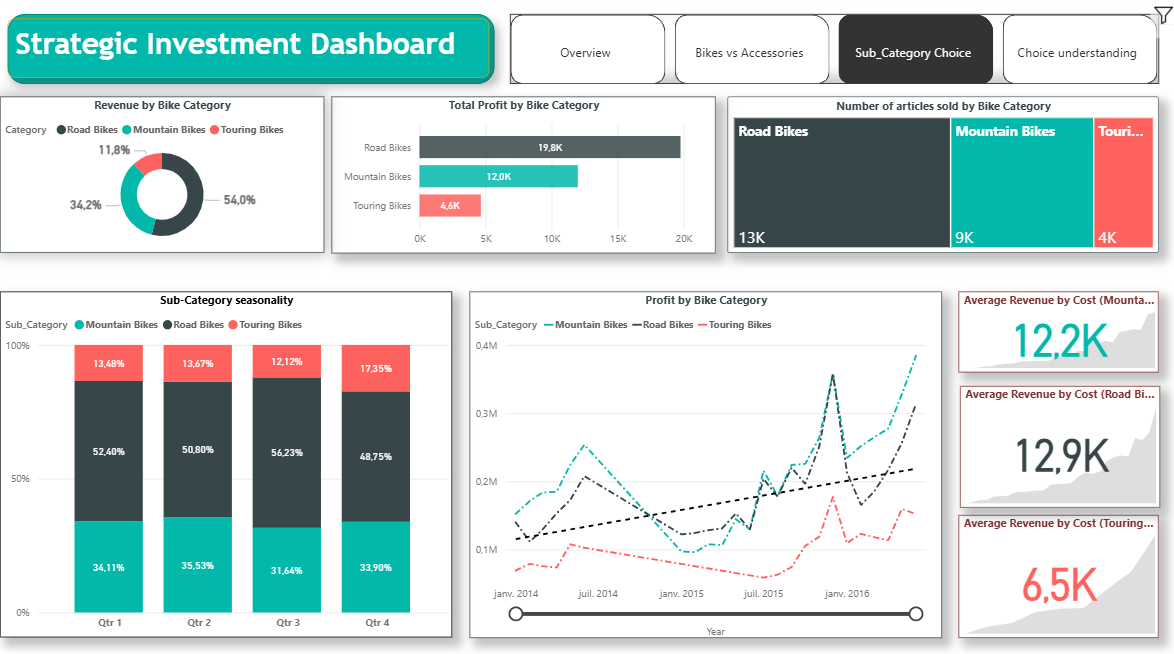 Strategic Investment Dashboard
Overview
Bikes vs Accessories
Sub_Category Choice
Choice understanding
Revenue by Bike Category
Category Road Bikes Mountain Bikes Touring Bikes
11,8%
34,2%
54,0%
Total Profit by Bike Category
Road Bikes 19,8K
Mountain Bikes 12,0K
Touring Bikes 4,6K
0K 5K 10K 15K 20K
Number of articles sold by Bike Category
Road Bikes Mountain Bikes Touri...
13K 9K 4K
Sub-Category seasonality
Sub_Category Mountain Bikes Road Bikes Touring Bikes
100%
13,48% 13,67% 12,12% 17,35%
52,40% 50,80% 56,23% 48,75%
50%
34,11% 35,53% 31,64% 33,90%
0%
Qtr 1 Qtr 2 Qtr 3 Qtr 4
Profit by Bike Category
Sub_Category Mountain Bikes Road Bikes Touring Bikes
0,4M
0,3M
0,2M
0,1M
janv. 2014 juil. 2014 janv. 2015 juil. 2015 janv. 2016
Year
Average Revenue by Cost (Mounta...
12,2K
Average Revenue by Cost (Road Bi...
12,9K
Average Revenue by Cost (Touring...
6,5K